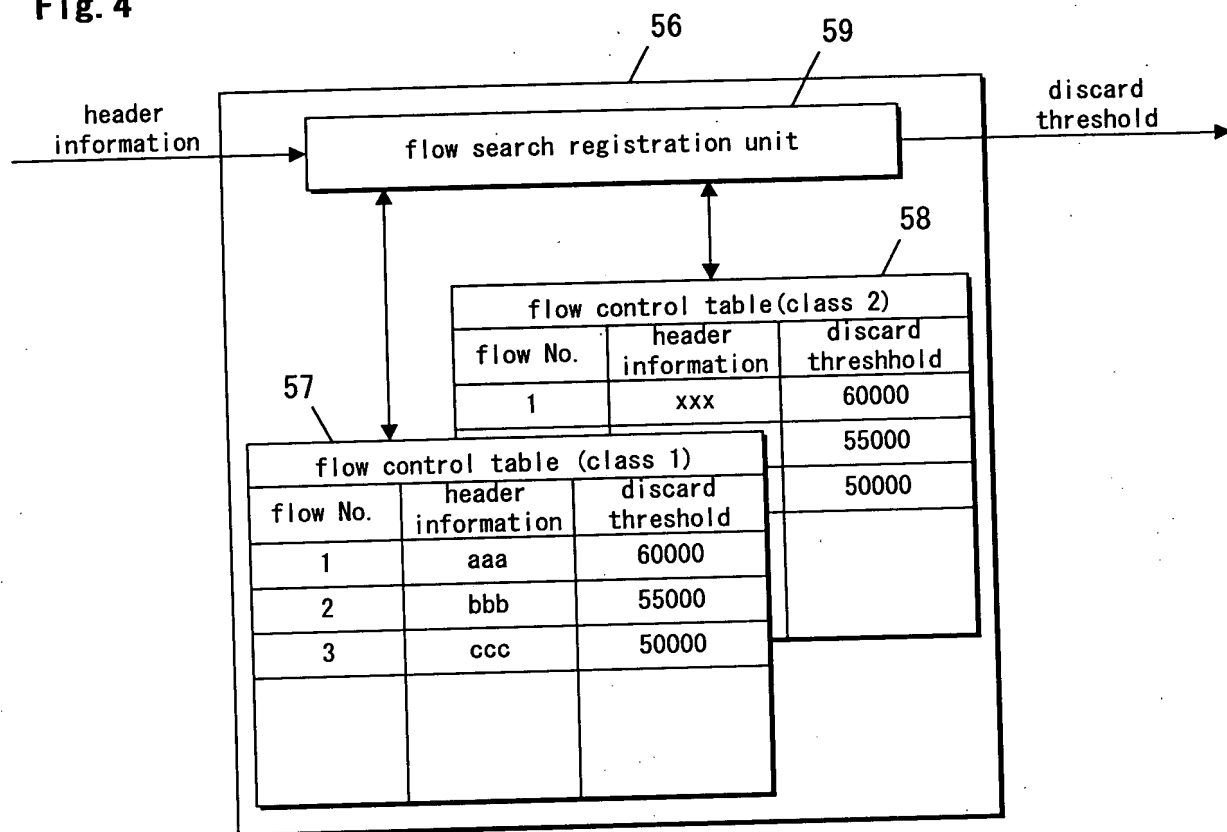 Fig. 4
56
59
header
information
flow search registration unit
discard
threshold
58
flow control table(class 2)
flow No.
header
information
discard
threshhold
1
xxx
60000
55000
50000
57
flow control table (class 1)
flow No.
header
information
discard
threshold
1
aaa
60000
2
bbb
55000
3
ccc
50000